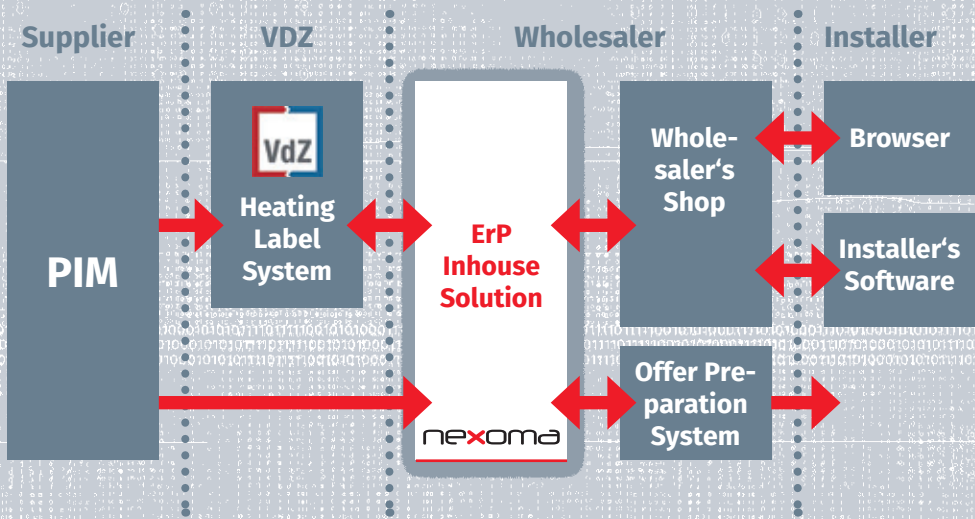 Supplier
VDZ
Wholesaler
Installer
PIM
VdZ
Heating
Label
System
ErP
Inhouse
Solution
nexoma
Whole-
saler‘s
Shop
Offer Pre-
paration
System
Browser
Installer‘s
Software